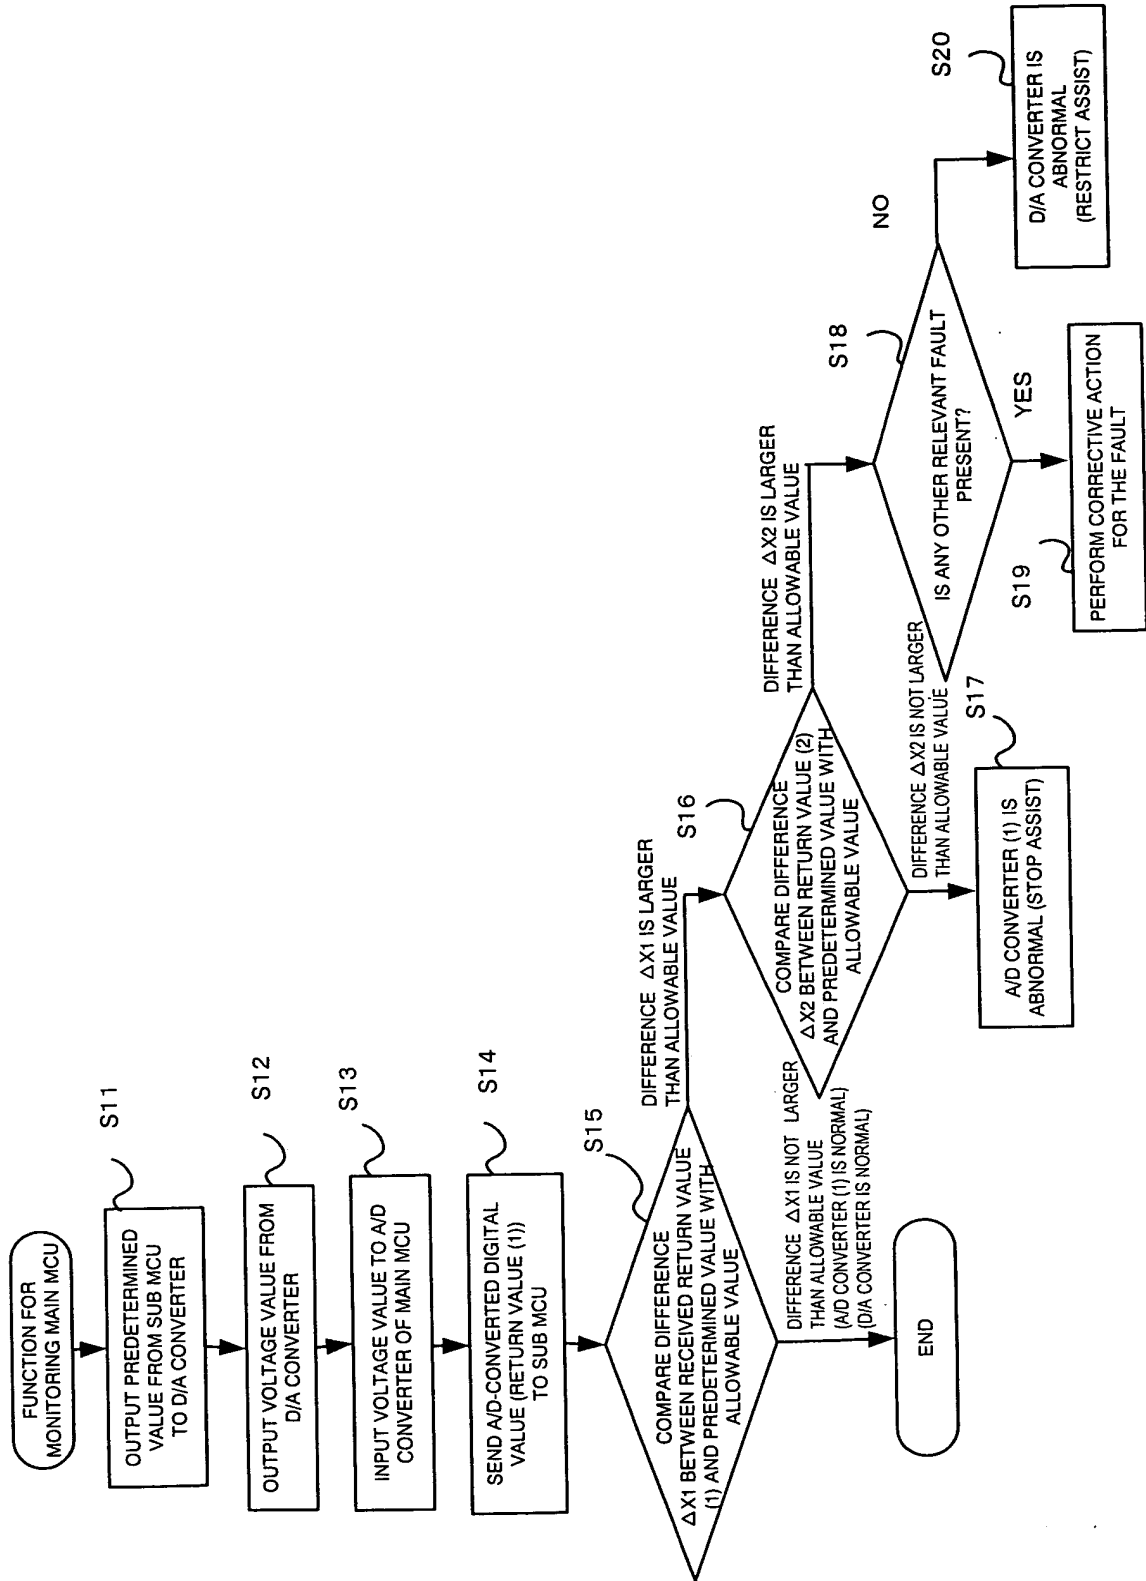 FUNCTION FOR
MONITORING MAIN MCU
S11
OUTPUT PREDETERMINED
VALUE FROM SUB MCU
TO D/A CONVERTER
S12
OUTPUT VOLTAGE VALUE FROM
D/A CONVERTER
S13
INPUT VOLTAGE VALUE TO A/D
CONVERTER OF MAIN MCU
S14
SEND A/D-CONVERTED DIGITAL
VALUE (RETURN VALUE (1))
TO SUB MCU
S15
COMPARE DIFFERENCE
△X1 BETWEEN RECEIVED RETURN VALUE
(1) AND PREDETERMINED VALUE WITH
ALLOWABLE VALUE
DIFFERENCE △X1 IS LARGER
THAN ALLOWABLE VALUE
DIFFERENCE △X1 IS NOT LARGER
THAN ALLOWABLE VALUE
(A/D CONVERTER (1) IS NORMAL)
(D/A CONVERTER IS NORMAL)
END
S16
COMPARE DIFFERENCE
△X2 BETWEEN RETURN VALUE (2)
AND PREDETERMINED VALUE WITH
ALLOWABLE VALUE
DIFFERENCE △X2 IS LARGER
THAN ALLOWABLE VALUE
DIFFERENCE △X2 IS NOT LARGER
THAN ALLOWABLE VALUE
S17
A/D CONVERTER (1) IS
ABNORMAL (STOP ASSIST)
S18
IS ANY OTHER RELEVANT FAULT
PRESENT?
NO
YES
S19
PERFORM CORRECTIVE ACTION
FOR THE FAULT
S20
D/A CONVERTER IS
ABNORMAL
(RESTRICT ASSIST)